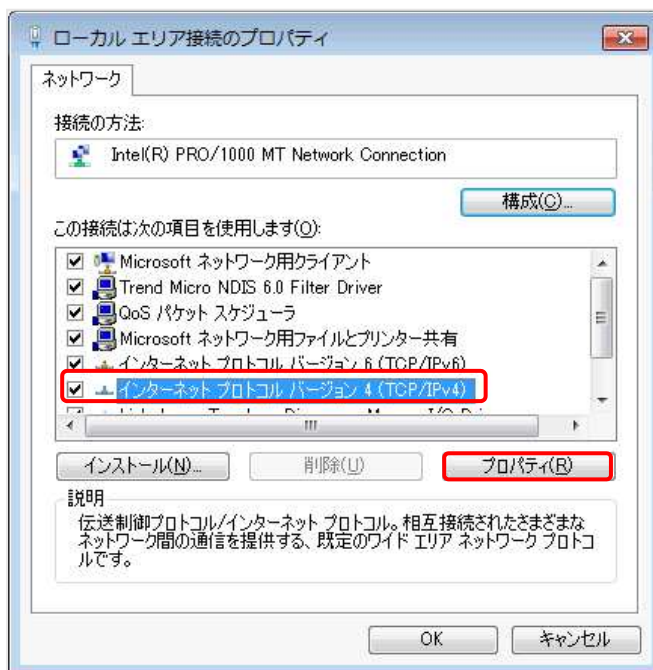 ローカル エリア接続のプロパティ
ネットワーク
接続の方法:
Intel(R) PRO/1000 MT Network Connection
構成(C)...
この接続は次の項目を使用します(O):
Microsoft ネットワーク用クライアント
Trend Micro NDIS 6.0 Filter Driver
QoS パケット スケジューラ
Microsoft ネットワーク用ファイルとプリンター共有
インターネット プロトコル バージョン 6 (TCP/IPv6)
インターネット プロトコル バージョン 4 (TCP/IPv4)
インストール(N)...
削除(U)
プロパティ(R)
説明
伝送制御プロトコル/インターネット プロトコル。相互接続されたさまざまな
ネットワーク間の通信を提供する、既定のワイド エリア ネットワーク プロトコ
ルです。
OK
キャンセル